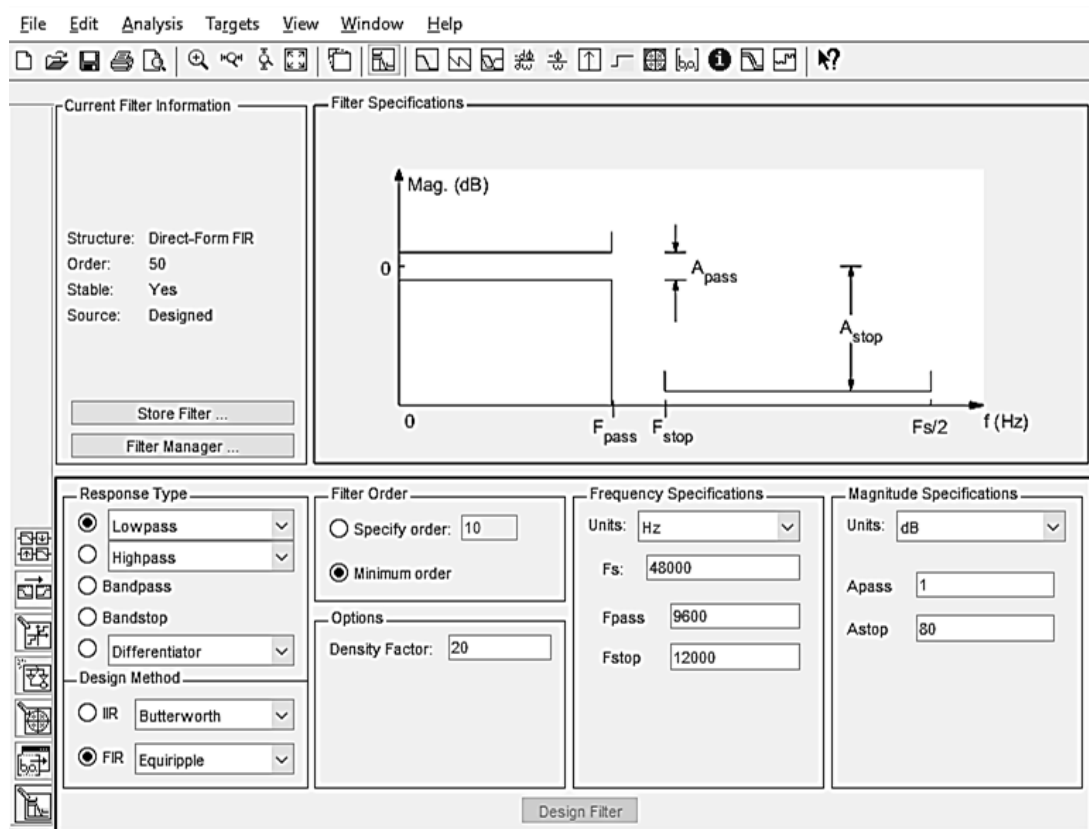 File Edit Analysis Targets View Window Help
Current Filter Information
Structure: Direct-Form FIR
Order: 50
Stable: Yes
Source: Designed
Store Filter ...
Filter Manager ...
Filter Specifications
Mag. (dB)
0
A pass
A stop
0
F pass
F stop
Fs/2
f (Hz)
Response Type
Lowpass
Highpass
Bandpass
Bandstop
Differentiator
Design Method
IIR Butterworth
FIR Equiripple
Filter Order
Specify order: 10
Minimum order
Options
Density Factor: 20
Frequency Specifications
Units: Hz
Fs: 48000
Fpass 9600
Fstop 12000
Magnitude Specifications
Units: dB
Apass 1
Astop 80
Design Filter